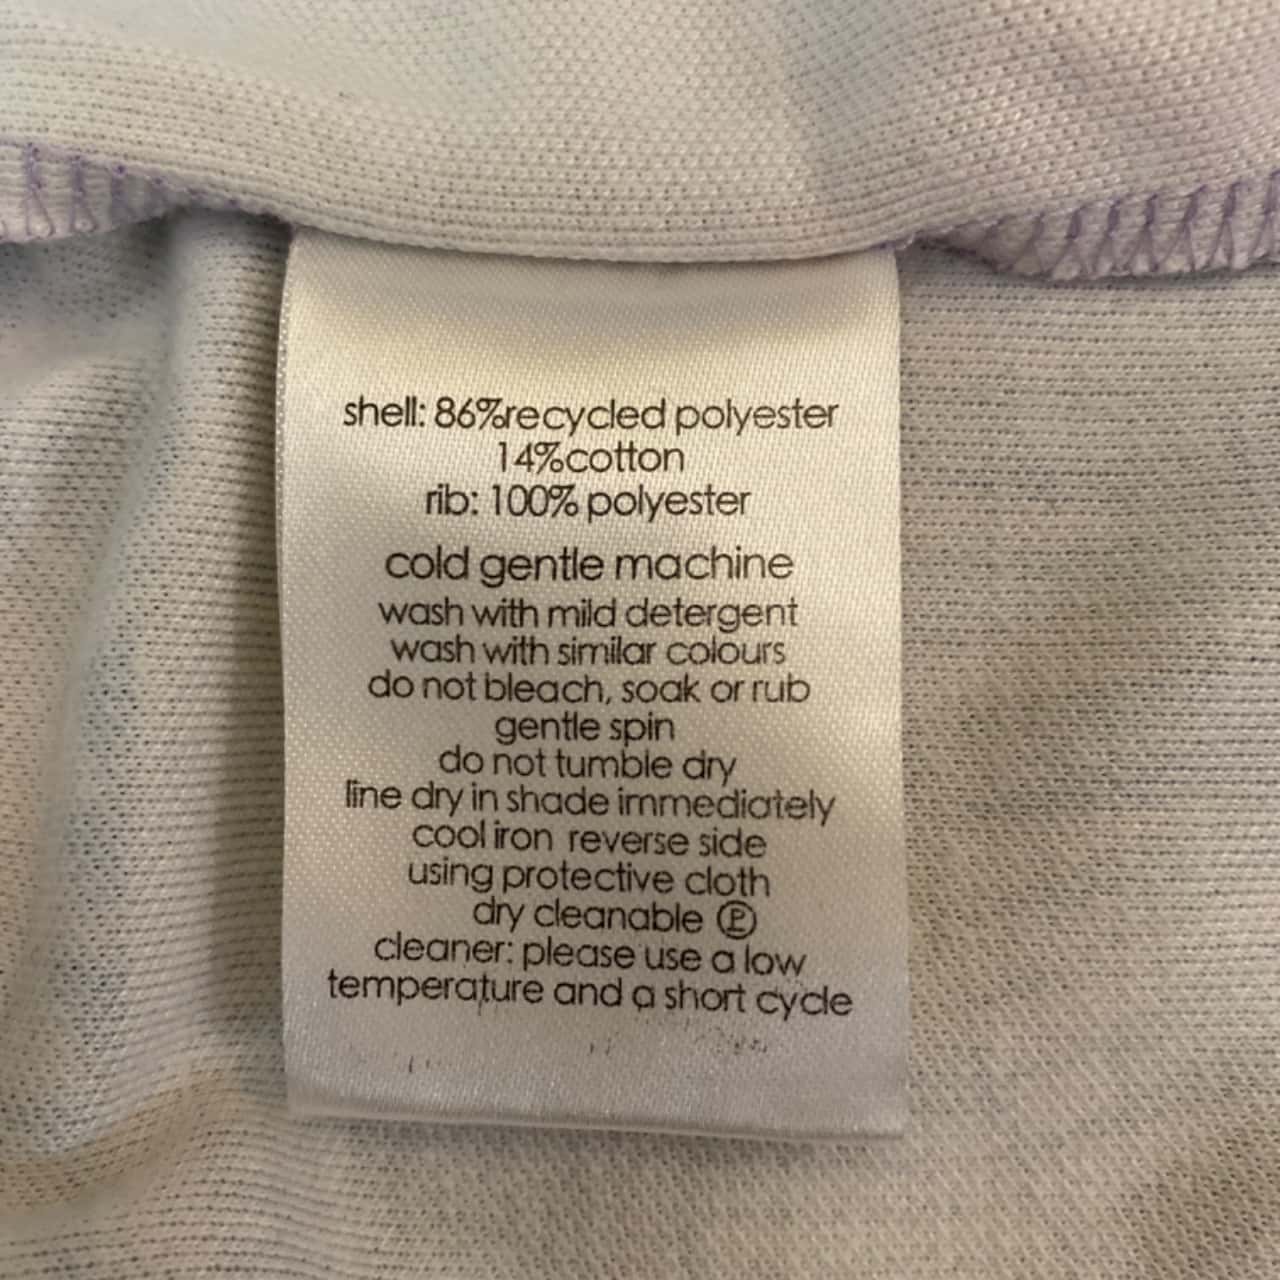 shell: 86%recycled polyester
14%cotton
rib: 100% polyester
cold gentle machine
wash with mild detergent
wash with similar colours
do not bleach, soak or rub
gentle spin
do not tumble dry
line dry in shade immediately
cool iron reverse side
using protective cloth
dry cleanable Ⓟ
cleaner: please use a low
temperature and a short cycle